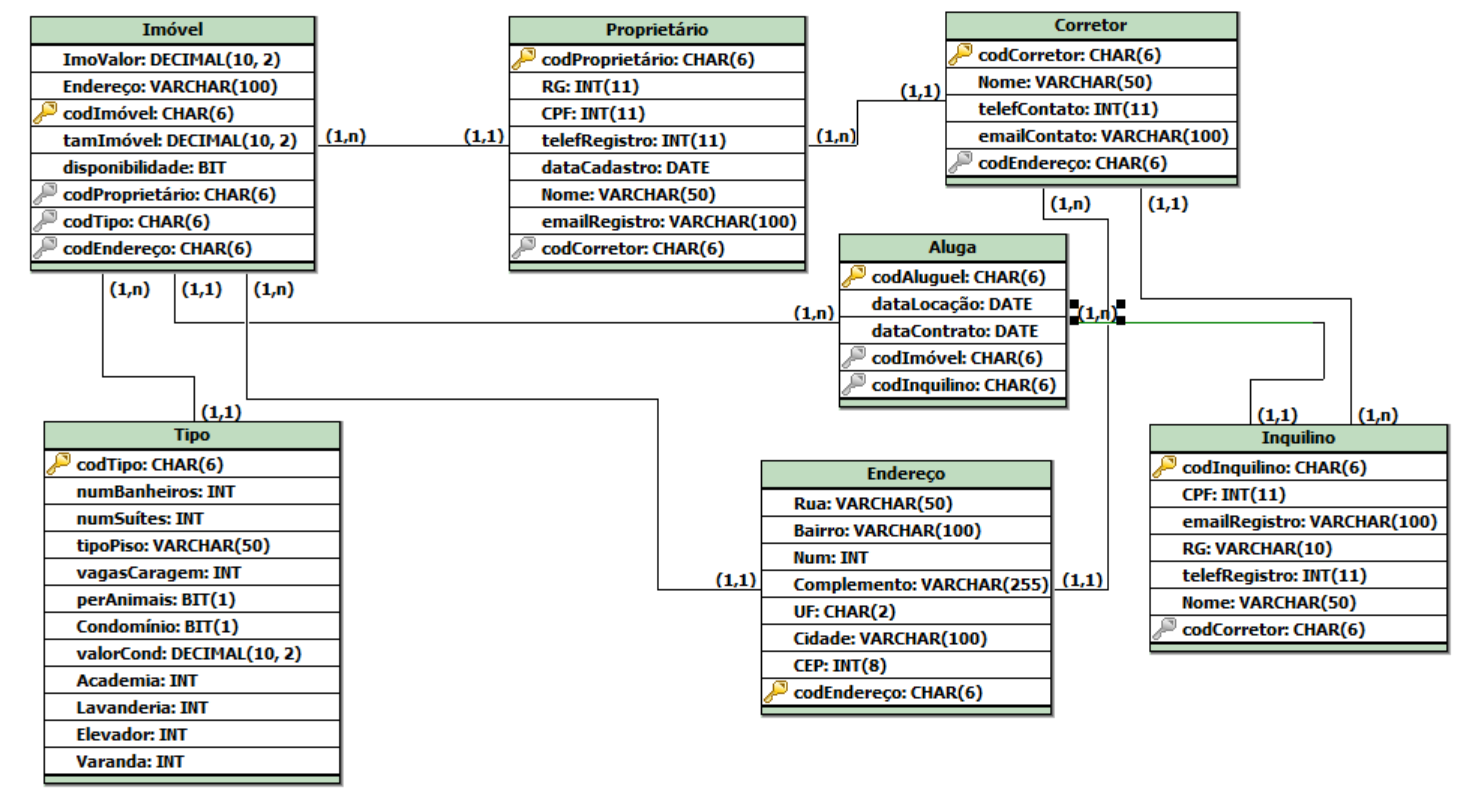 Imóvel
ImoValor: DECIMAL(10, 2)
Endereço: VARCHAR(100)
codImóvel: CHAR(6)
tamImóvel: DECIMAL(10, 2)
disponibilidade: BIT
codProprietário: CHAR(6)
codTipo: CHAR(6)
codEndereço: CHAR(6)
(1,n)
(1,1)
Proprietário
codProprietário: CHAR(6)
RG: INT(11)
CPF: INT(11)
telefRegistro: INT(11)
dataCadastro: DATE
Nome: VARCHAR(50)
emailRegistro: VARCHAR(100)
codCorretor: CHAR(6)
(1,n)
(1,1)
Corretor
codCorretor: CHAR(6)
Nome: VARCHAR(50)
telefContato: INT(11)
emailContato: VARCHAR(100)
codEndereço: CHAR(6)
(1,n)
(1,1)
(1,n)
(1,1)
(1,n)
(1,n)
Aluga
codAluguel: CHAR(6)
dataLocação: DATE
dataContrato: DATE
codImóvel: CHAR(6)
codInquilino: CHAR(6)
(1,n)
(1,1)
Tipo
codTipo: CHAR(6)
numBanheiros: INT
numSuítes: INT
tipoPiso: VARCHAR(50)
vagasCaragem: INT
perAnimais: BIT(1)
Condomínio: BIT(1)
valorCond: DECIMAL(10, 2)
Academia: INT
Lavanderia: INT
Elevador: INT
Varanda: INT
(1,1)
Endereço
Rua: VARCHAR(50)
Bairro: VARCHAR(100)
Num: INT
Complemento: VARCHAR(255)
UF: CHAR(2)
Cidade: VARCHAR(100)
CEP: INT(8)
codEndereço: CHAR(6)
(1,1)
(1,1)
(1,n)
Inquilino
codInquilino: CHAR(6)
CPF: INT(11)
emailRegistro: VARCHAR(100)
RG: VARCHAR(10)
telefRegistro: INT(11)
Nome: VARCHAR(50)
codCorretor: CHAR(6)